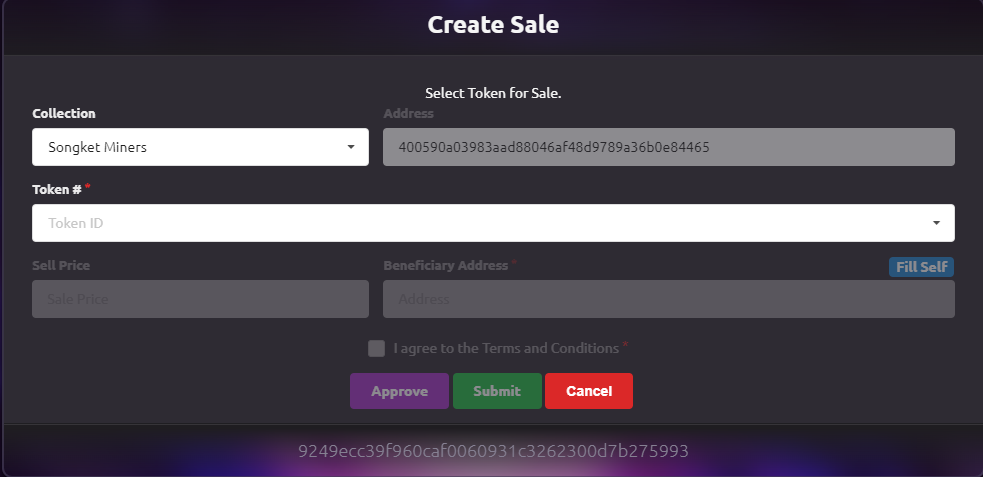 Create Sale
Select Token for Sale.
Collection
Address
Songket Miners
400590a03983aad88046af48d9789a36b0e84465
Token # *
Token ID
Sell Price
Beneficiary Address *
Fill Self
Sale Price
Address
I agree to the Terms and Conditions *
Approve
Submit
Cancel
9249ecc39f960caf0060931c3262300d7b275993